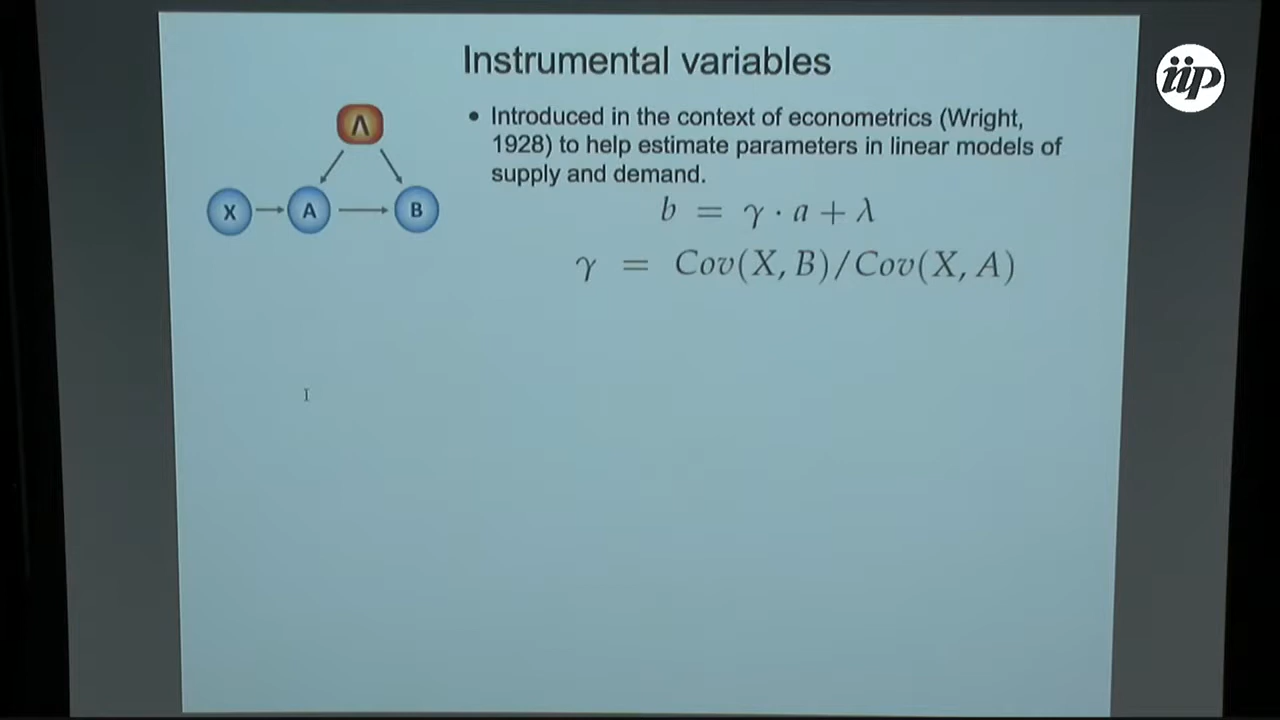 Instrumental variables
Λ
X A B
• Introduced in the context of econometrics (Wright,
1928) to help estimate parameters in linear models of
supply and demand.
b = γ · a + λ
γ = Cov(X, B)/Cov(X, A)
iip